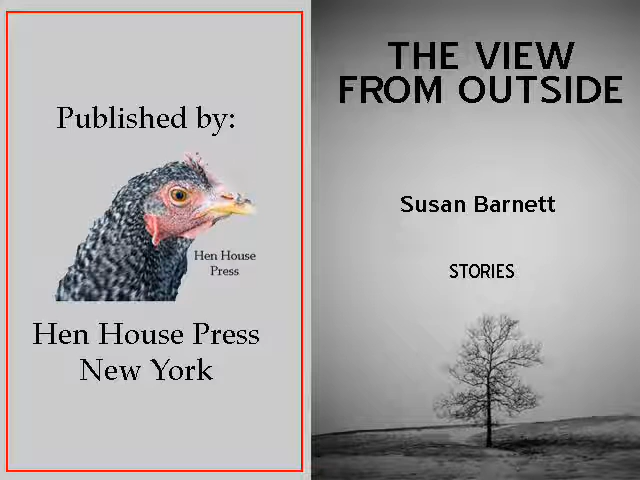 Published by:
Hen House
Press
Hen House Press
New York
THE VIEW
FROM OUTSIDE
Susan Barnett
STORIES